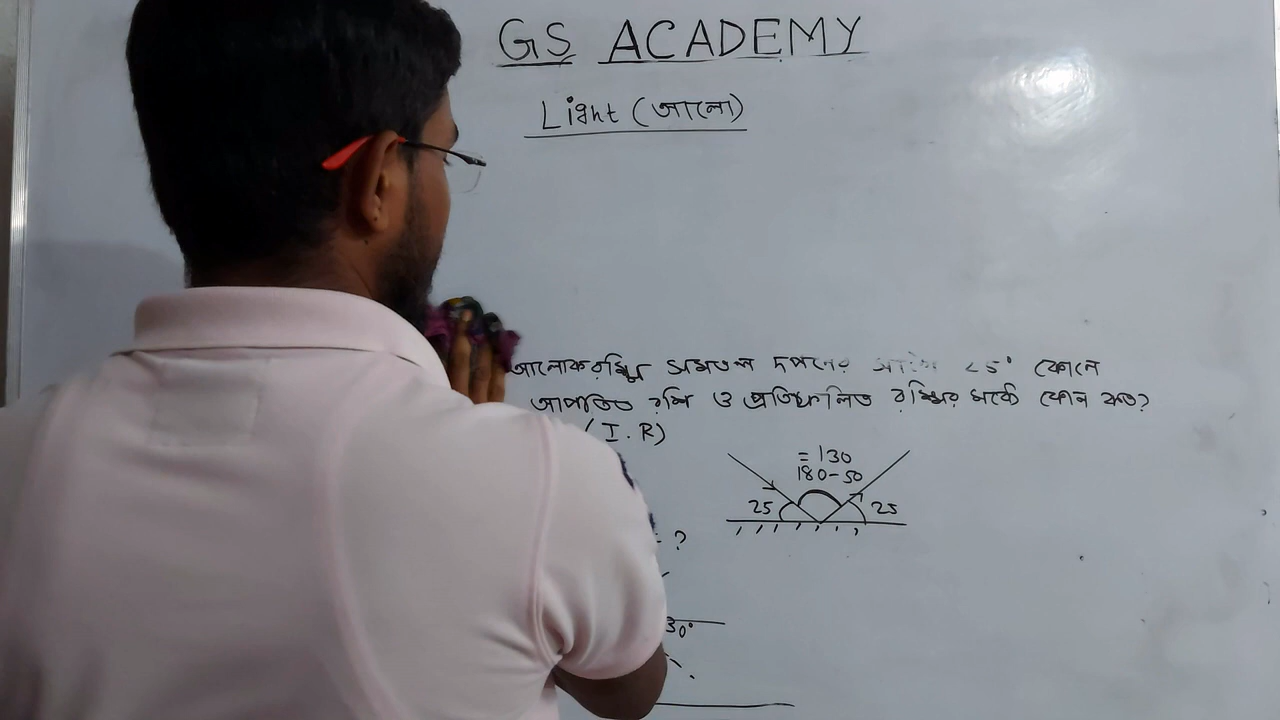 GS ACADEMY
Light (আলো)
আলোকরশ্মি সমতল দর্পনের সাথে 25° কোনে
আপতিত রশ্মি ও প্রতিফলিত রশ্মির মধ্যে কোন কত?
(I.R)
= 130
180-50
25 25
= ?
30°